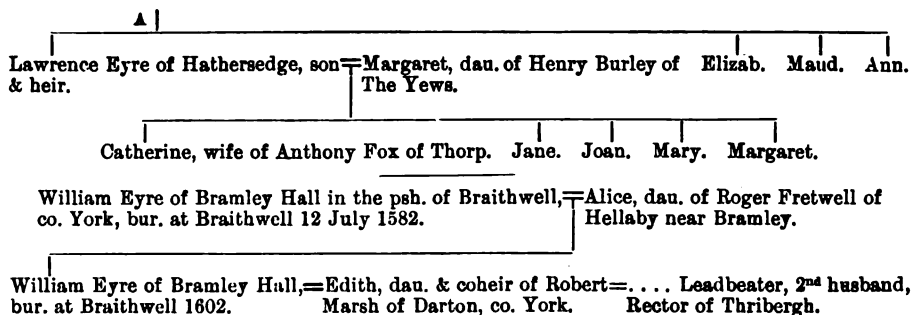 A
Lawrence Eyre of Hathersedge, son = Margaret, dau. of Henry Burley of Elizab. Maud. Ann.
& heir. The Yews.
Catherine, wife of Anthony Fox of Thorp. Jane. Joan. Mary. Margaret.
William Eyre of Bramley Hall in the psh. of Braithwell, = Alice, dau. of Roger Fretwell of
co. York, bur. at Braithwell 12 July 1582. Hellaby near Bramley.
William Eyre of Bramley Hall, = Edith, dau. & coheir of Robert = .... Leadbeater, 2nd husband,
bur. at Braithwell 1602. Marsh of Darton, co. York. Rector of Thribergh.